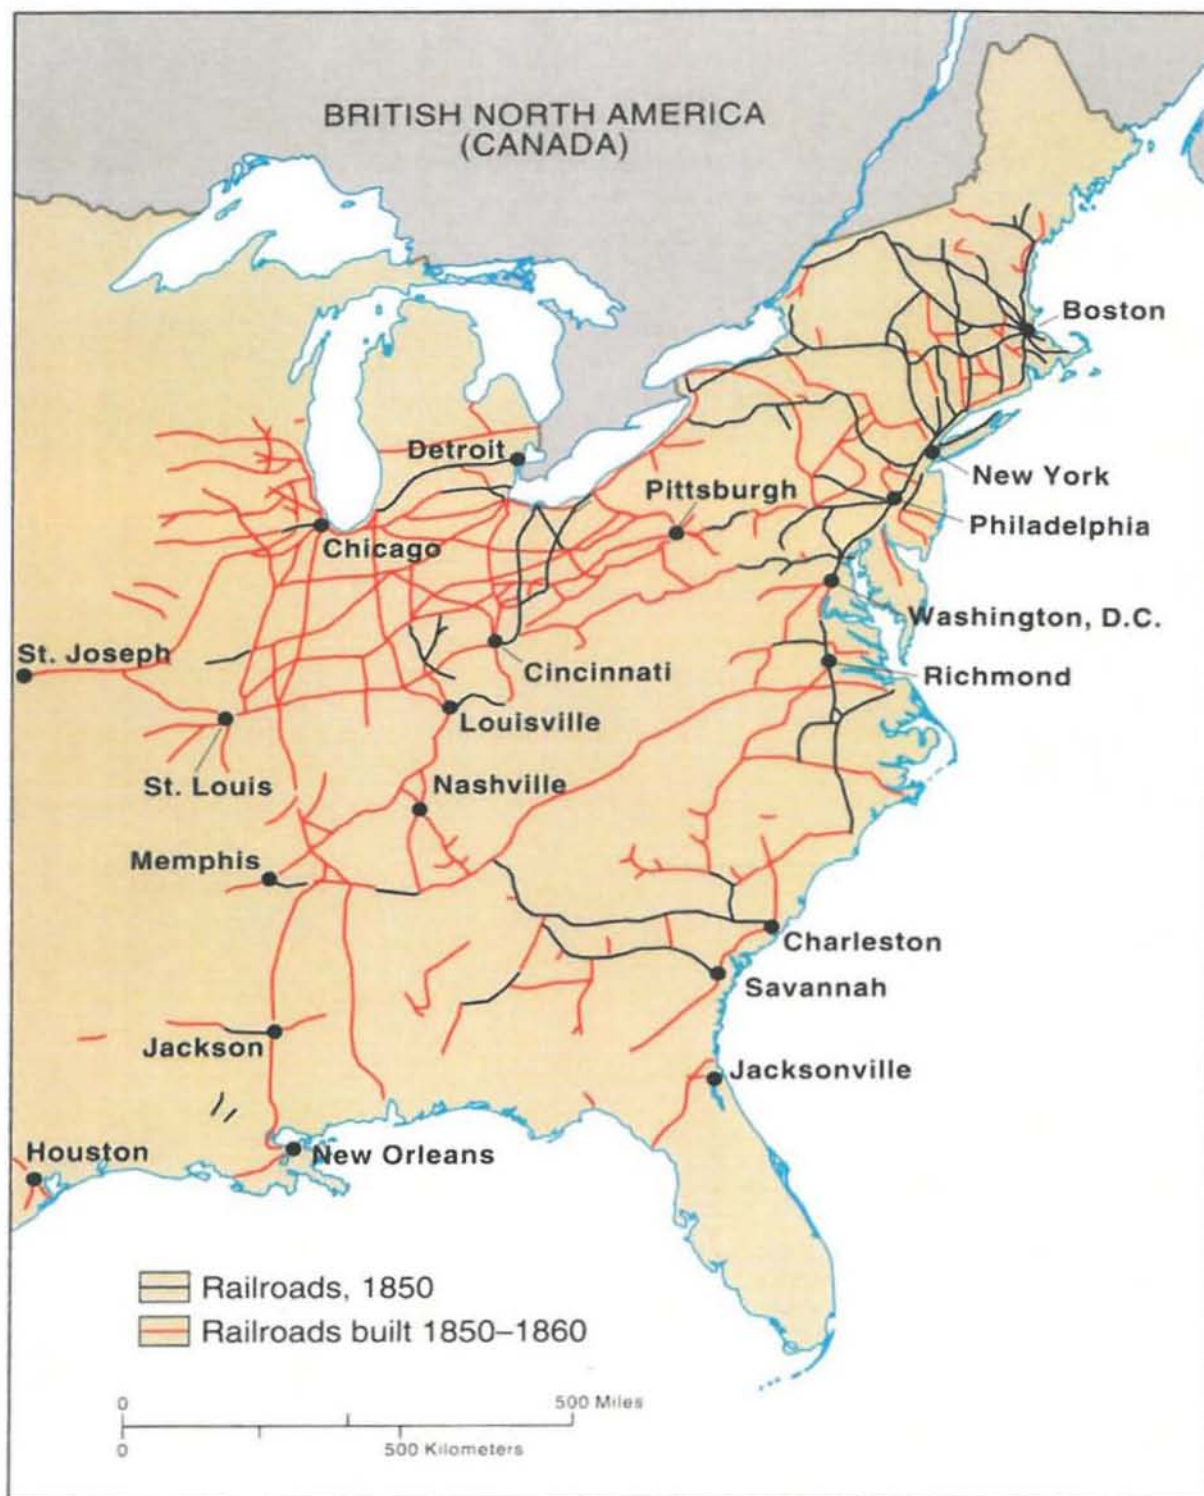 BRITISH NORTH AMERICA
(CANADA)
Boston
Detroit
New York
Pittsburgh
Philadelphia
Chicago
Washington, D.C.
St. Joseph
Cincinnati
Richmond
Louisville
St. Louis
Nashville
Memphis
Charleston
Savannah
Jackson
Jacksonville
Houston
New Orleans
Railroads, 1850
Railroads built 1850–1860
0 500 Miles
0 500 Kilometers